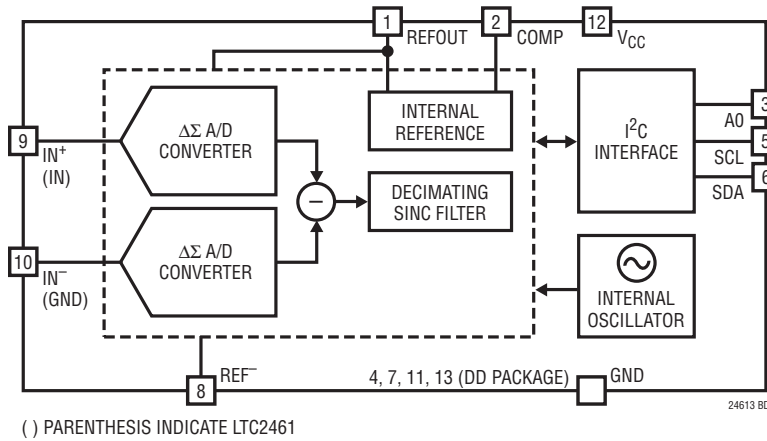 1
REFOUT
2
COMP
12
VCC
INTERNAL
REFERENCE
ΔΣ A/D
CONVERTER
9
IN+
(IN)
I2C
INTERFACE
3
A0
5
SCL
6
SDA
−
DECIMATING
SINC FILTER
ΔΣ A/D
CONVERTER
10
IN−
(GND)
INTERNAL
OSCILLATOR
8
REF−
4, 7, 11, 13 (DD PACKAGE)
GND
24613 BD
( ) PARENTHESIS INDICATE LTC2461